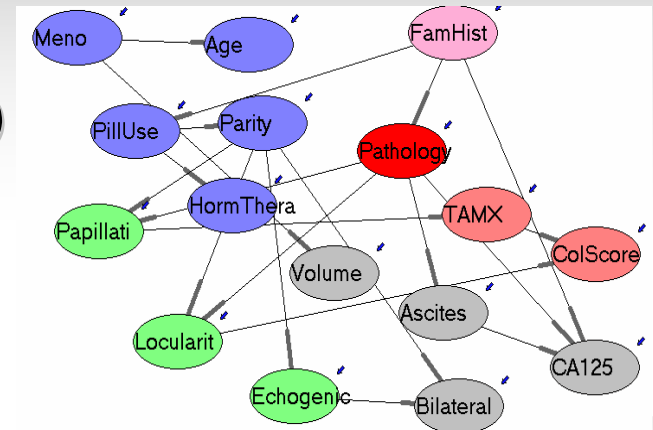 Meno
Age
FamHist
PillUse
Parity
Pathology
HormThera
Papillati
TAMX
ColScore
Volume
Ascites
Locularit
CA125
Echogenic
Bilateral